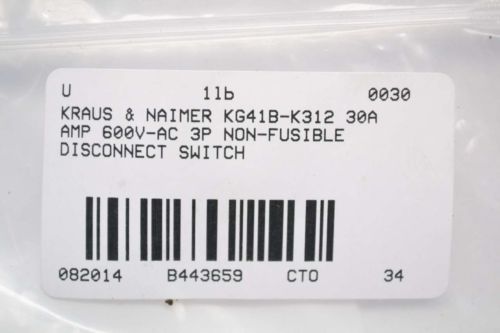 U 1lb 0030
KRAUS & NAIMER KG41B-K312 30A
AMP 600V-AC 3P NON-FUSIBLE
DISCONNECT SWITCH
082014 B443659 CTO 34